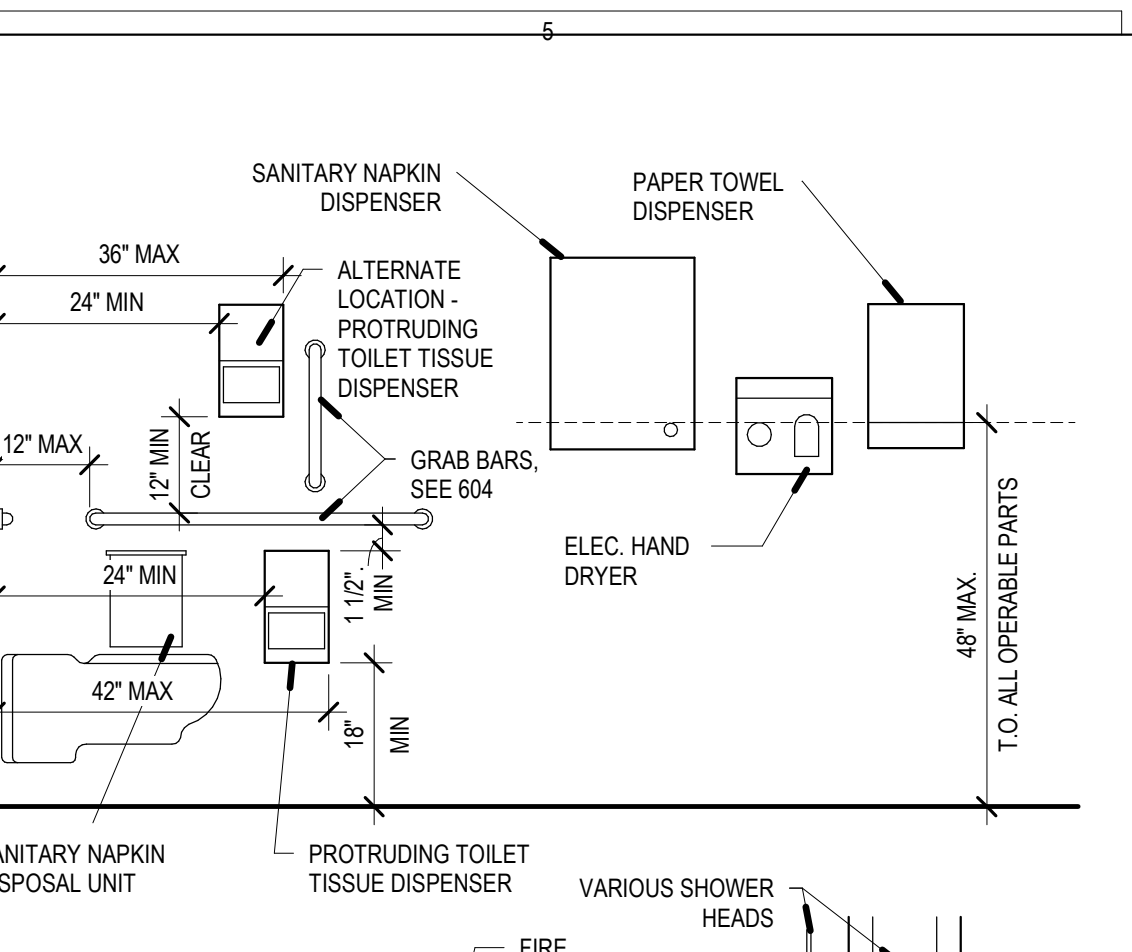 5
SANITARY NAPKIN
DISPENSER
PAPER TOWEL
DISPENSER
36" MAX
24" MIN
ALTERNATE
LOCATION -
PROTRUDING
TOILET TISSUE
DISPENSER
12" MAX
12" MIN
CLEAR
GRAB BARS,
SEE 604
ELEC. HAND
DRYER
24" MIN
1 1/2".
MIN
42" MAX
18"
MIN
48" MAX.
T.O. ALL OPERABLE PARTS
ANITARY NAPKIN
SPOSAL UNIT
PROTRUDING TOILET
TISSUE DISPENSER
VARIOUS SHOWER
HEADS
FIRE